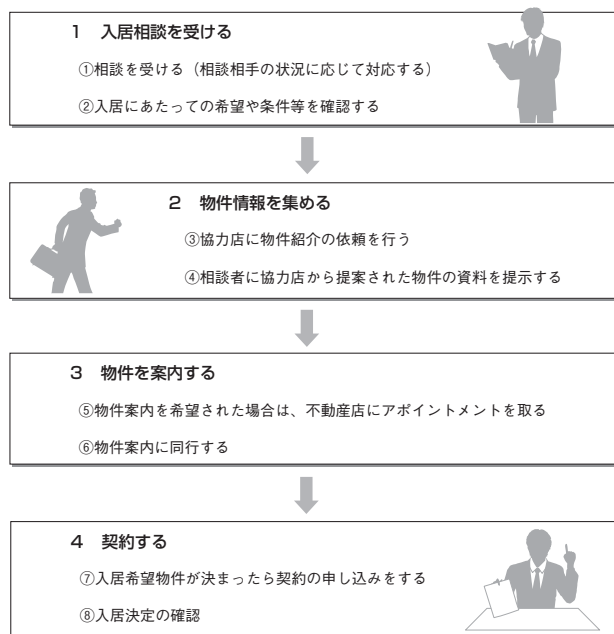 1 入居相談を受ける
①相談を受ける（相談相手の状況に応じて対応する）
②入居にあたっての希望や条件等を確認する
2 物件情報を集める
③協力店に物件紹介の依頼を行う
④相談者に協力店から提案された物件の資料を提示する
3 物件を案内する
⑤物件案内を希望された場合は、不動産店にアポイントメントを取る
⑥物件案内に同行する
4 契約する
⑦入居希望物件が決まったら契約の申し込みをする
⑧入居決定の確認